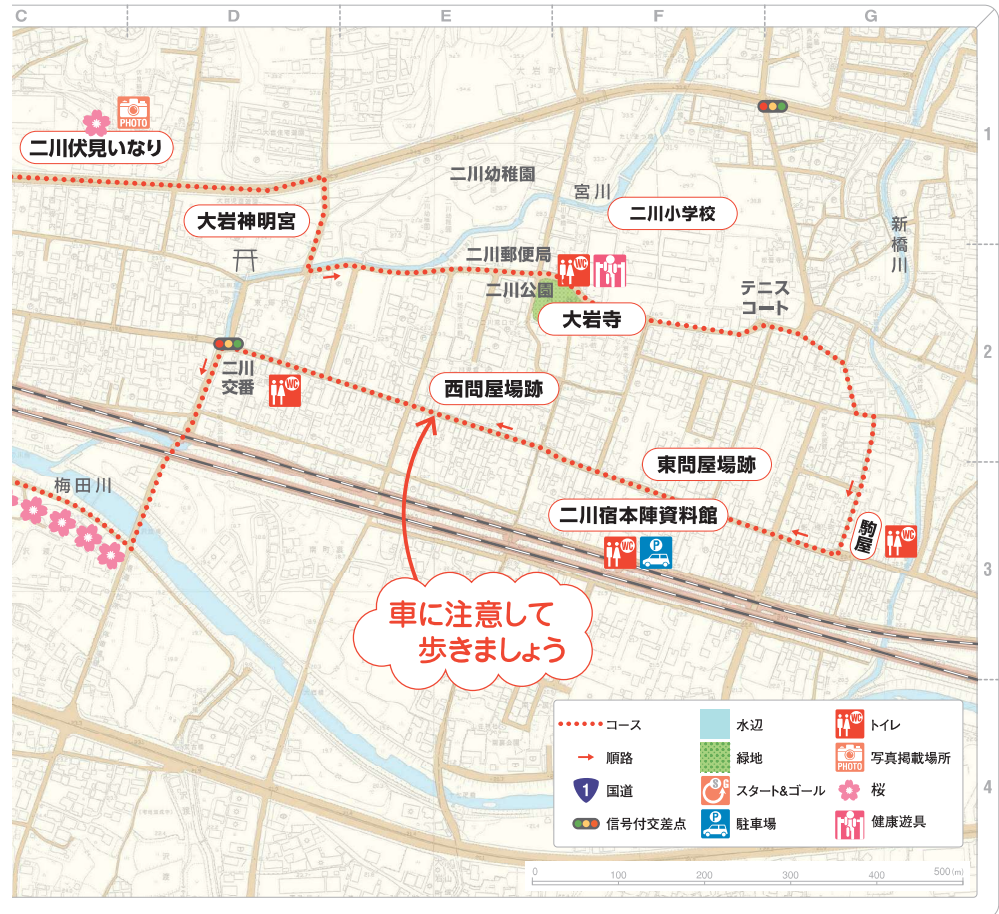 C
D
E
F
G
1
2
3
4
PHOTO
二川伏見いなり
大岩神明宮
二川幼稚園
宮川
二川小学校
新橋川
二川郵便局
WC
二川公園
大岩寺
テニス
コート
二川
交番
WC
西問屋場跡
東問屋場跡
梅田川
二川宿本陣資料館
駒屋
WC
WC
P
車に注意して
歩きましょう
コース
水辺
WC
トイレ
順路
緑地
PHOTO
写真掲載場所
1
国道
S G
スタート&ゴール
桜
信号付交差点
P
駐車場
健康遊具
0
100
200
300
400
500(m)